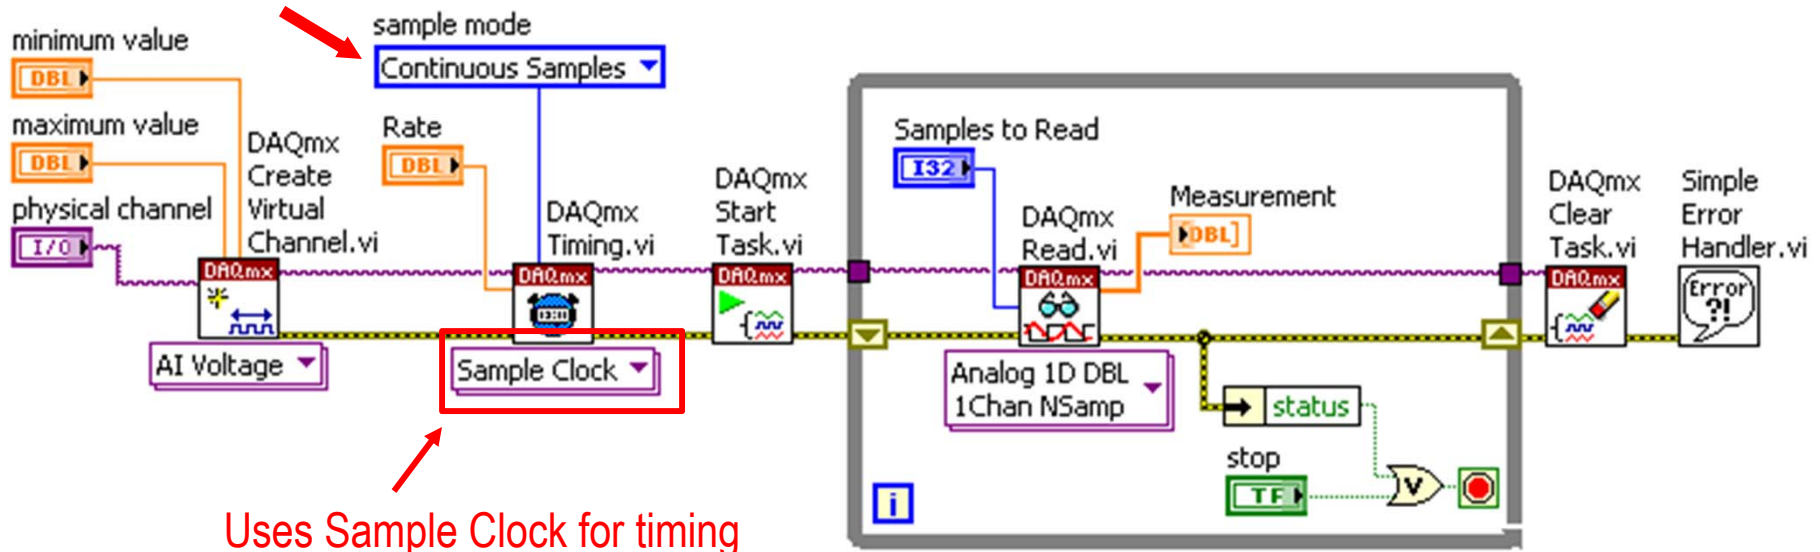 sample mode
Continuous Samples
minimum value
DBL
maximum value
DBL
physical channel
I/O
DAQmx
Create
Virtual
Channel.vi
DAQmx
AI Voltage
Rate
DBL
DAQmx
Timing.vi
DAQmx
Sample Clock
Uses Sample Clock for timing
DAQmx
Start
Task.vi
DAQmx
Samples to Read
I32
DAQmx
Read.vi
DAQmx
Analog 1D DBL
1Chan NSamp
Measurement
DBL]
status
stop
TF
V
i
DAQmx
Clear
Task.vi
DAQmx
Simple
Error
Handler.vi
Error
?!